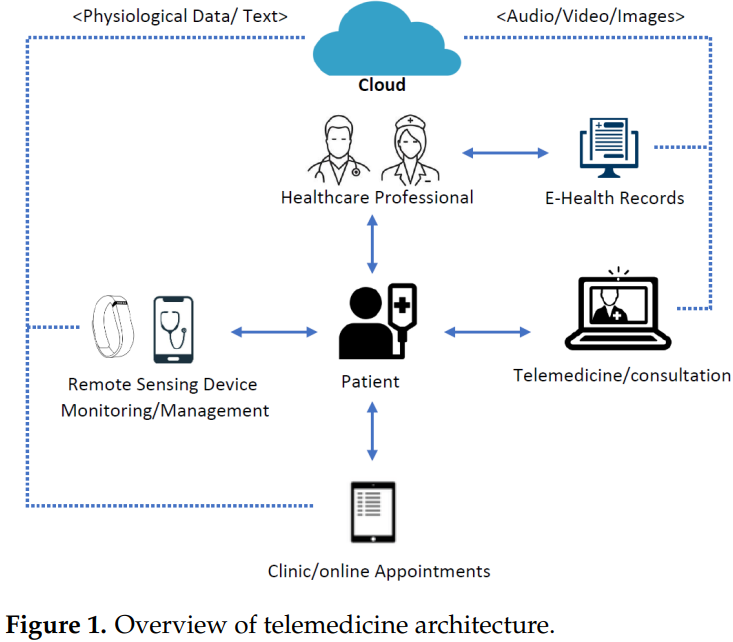 <Physiological Data/ Text>
<Audio/Video/Images>
Cloud
Healthcare Professional
E-Health Records
Remote Sensing Device
Monitoring/Management
Patient
Telemedicine/consultation
Clinic/online Appointments
Figure 1. Overview of telemedicine architecture.